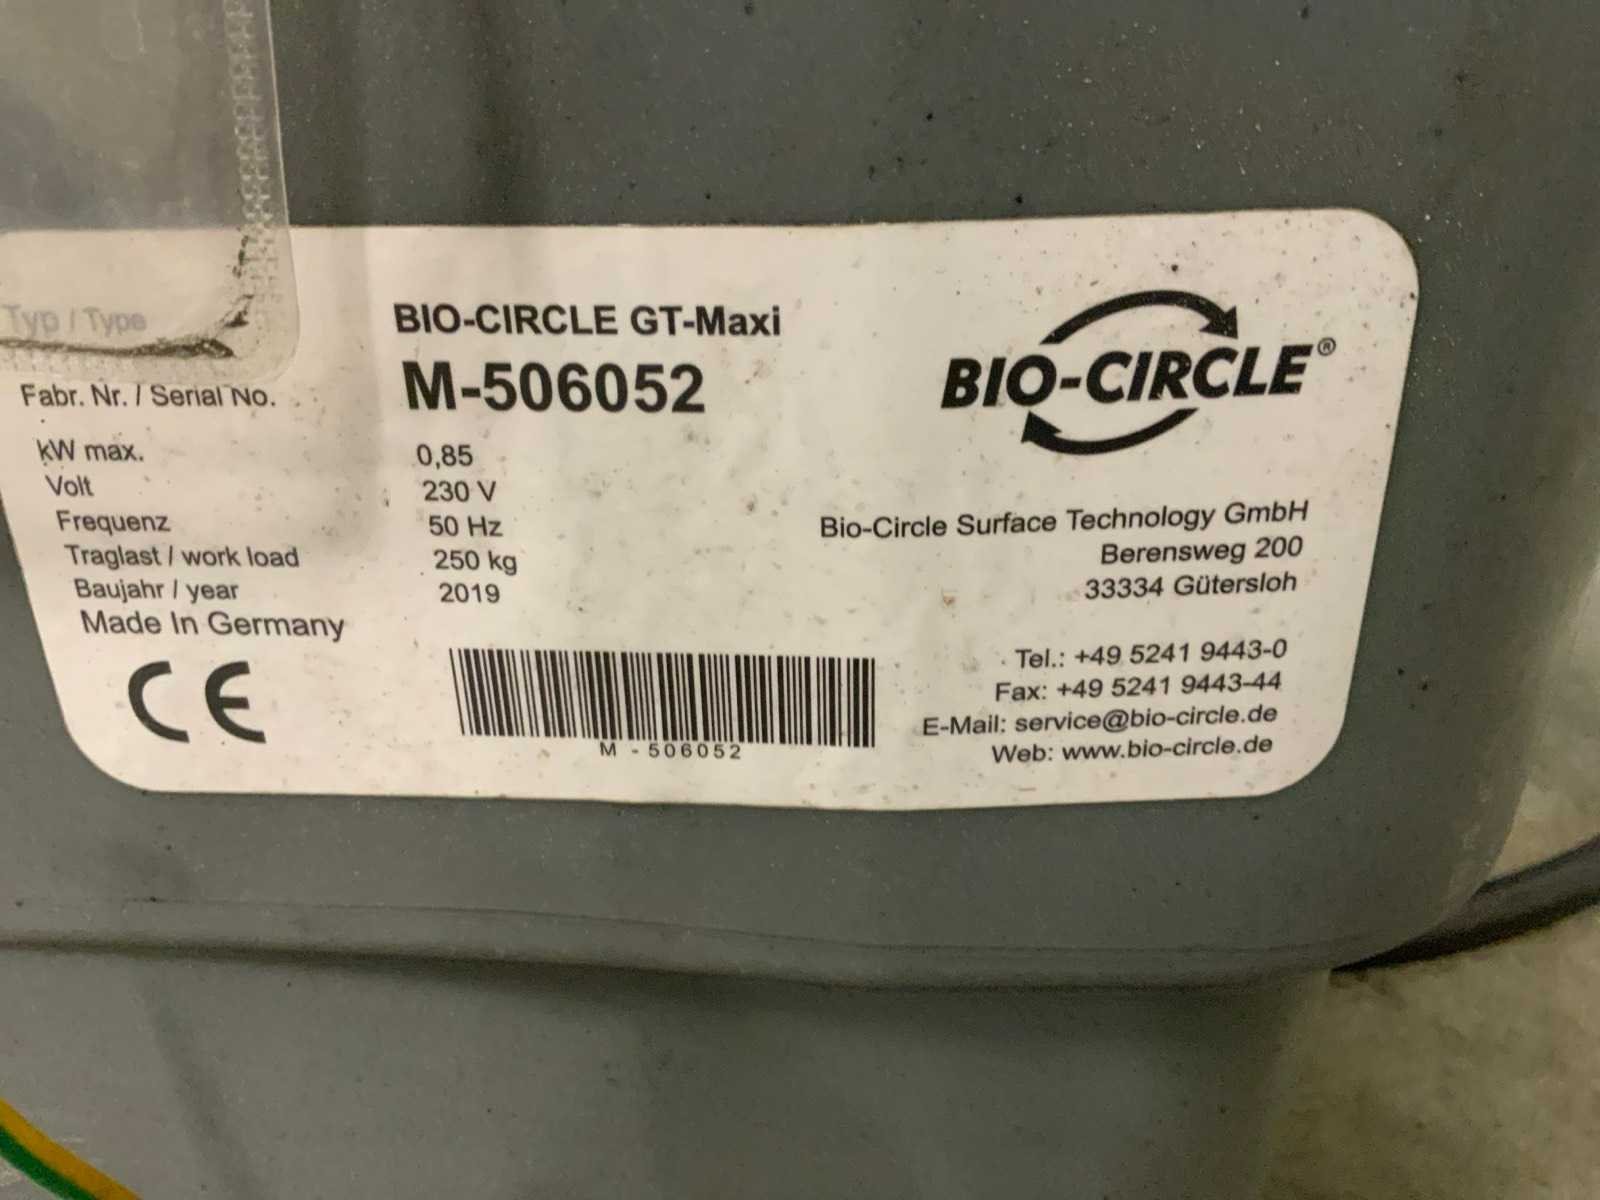 Typ / Type BIO-CIRCLE GT-Maxi
Fabr. Nr. / Serial No. M-506052
kW max. 0,85
Volt 230 V
Frequenz 50 Hz
Traglast / work load 250 kg
Baujahr / year 2019
Made In Germany
CE
M - 506052
BIO-CIRCLE®
Bio-Circle Surface Technology GmbH
Berensweg 200
33334 Gütersloh
Tel.: +49 5241 9443-0
Fax: +49 5241 9443-44
E-Mail: service@bio-circle.de
Web: www.bio-circle.de